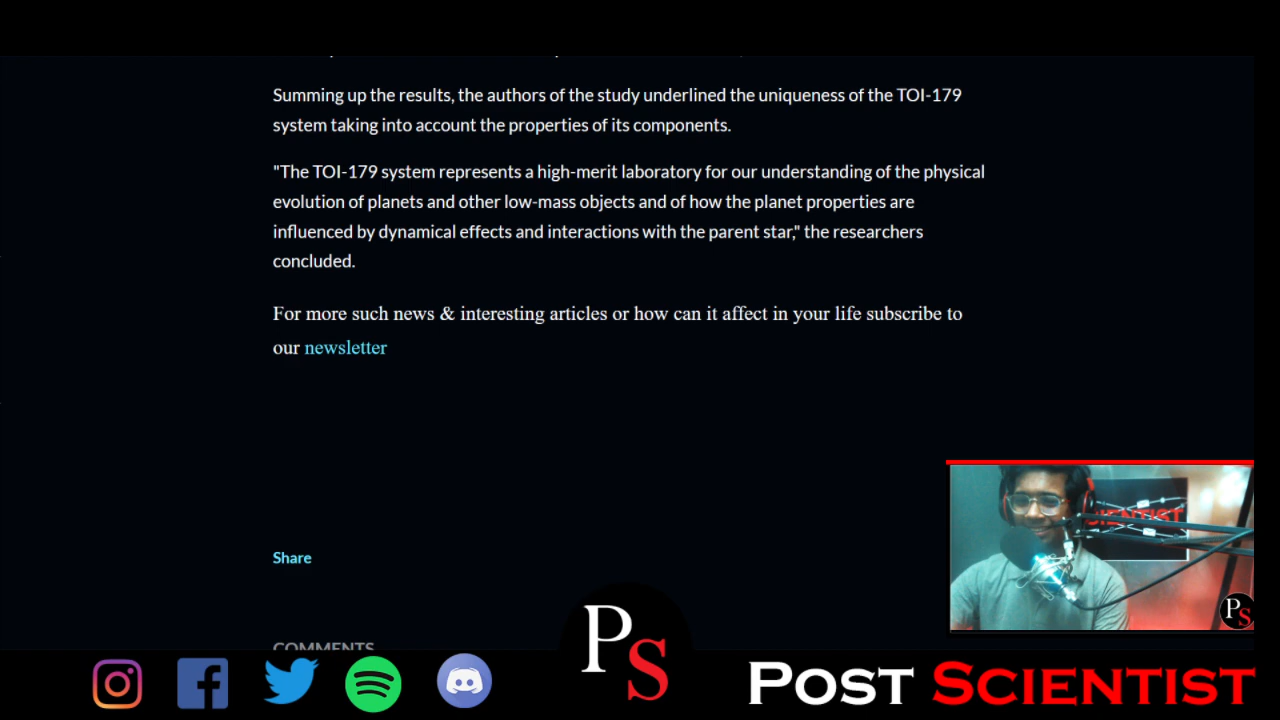 Summing up the results, the authors of the study underlined the uniqueness of the TOI-179
system taking into account the properties of its components.
"The TOI-179 system represents a high-merit laboratory for our understanding of the physical
evolution of planets and other low-mass objects and of how the planet properties are
influenced by dynamical effects and interactions with the parent star," the researchers
concluded.
For more such news & interesting articles or how can it affect in your life subscribe to
our newsletter
Share
COMMENTS
PS
POST SCIENTIST
PS